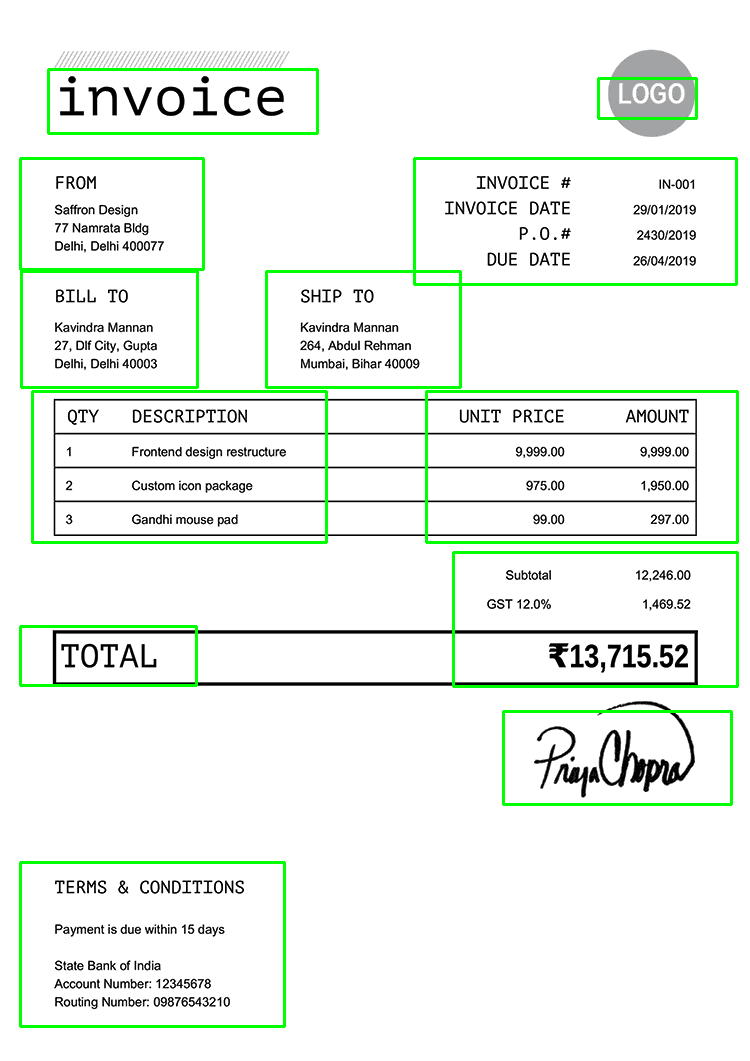 invoice
LOGO
FROM
Saffron Design
77 Namrata Bldg
Delhi, Delhi 400077
INVOICE # IN-001
INVOICE DATE 29/01/2019
P.O.# 2430/2019
DUE DATE 26/04/2019
BILL TO
Kavindra Mannan
27, Dlf City, Gupta
Delhi, Delhi 40003
SHIP TO
Kavindra Mannan
264, Abdul Rehman
Mumbai, Bihar 40009
QTY DESCRIPTION UNIT PRICE AMOUNT
1 Frontend design restructure 9,999.00 9,999.00
2 Custom icon package 975.00 1,950.00
3 Gandhi mouse pad 99.00 297.00
Subtotal 12,246.00
GST 12.0% 1,469.52
TOTAL ₹13,715.52
Priya Chopra
TERMS & CONDITIONS
Payment is due within 15 days
State Bank of India
Account Number: 12345678
Routing Number: 09876543210